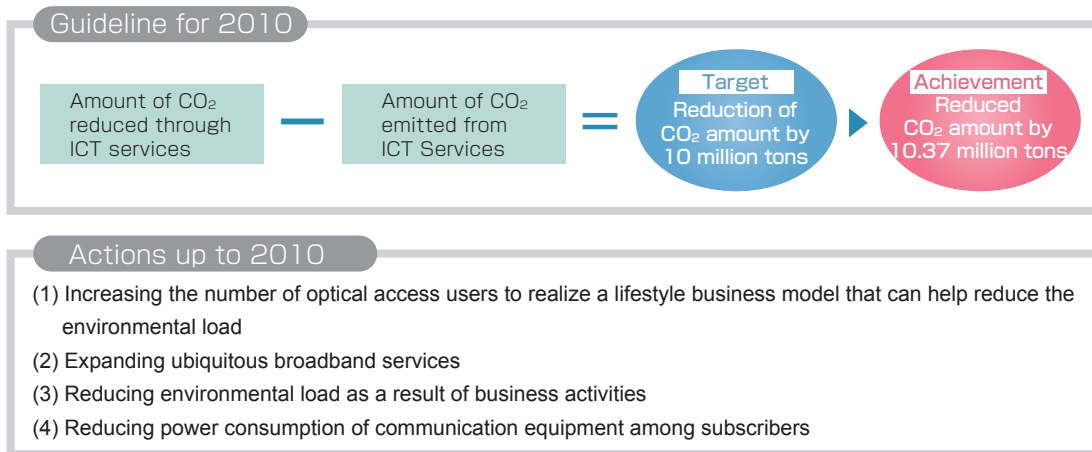 Guideline for 2010
Amount of CO₂
reduced through
ICT services
Amount of CO₂
emitted from
ICT Services
Target
Reduction of
CO₂ amount by
10 million tons
Achievement
Reduced
CO₂ amount by
10.37 million tons
Actions up to 2010
(1) Increasing the number of optical access users to realize a lifestyle business model that can help reduce the
environmental load
(2) Expanding ubiquitous broadband services
(3) Reducing environmental load as a result of business activities
(4) Reducing power consumption of communication equipment among subscribers